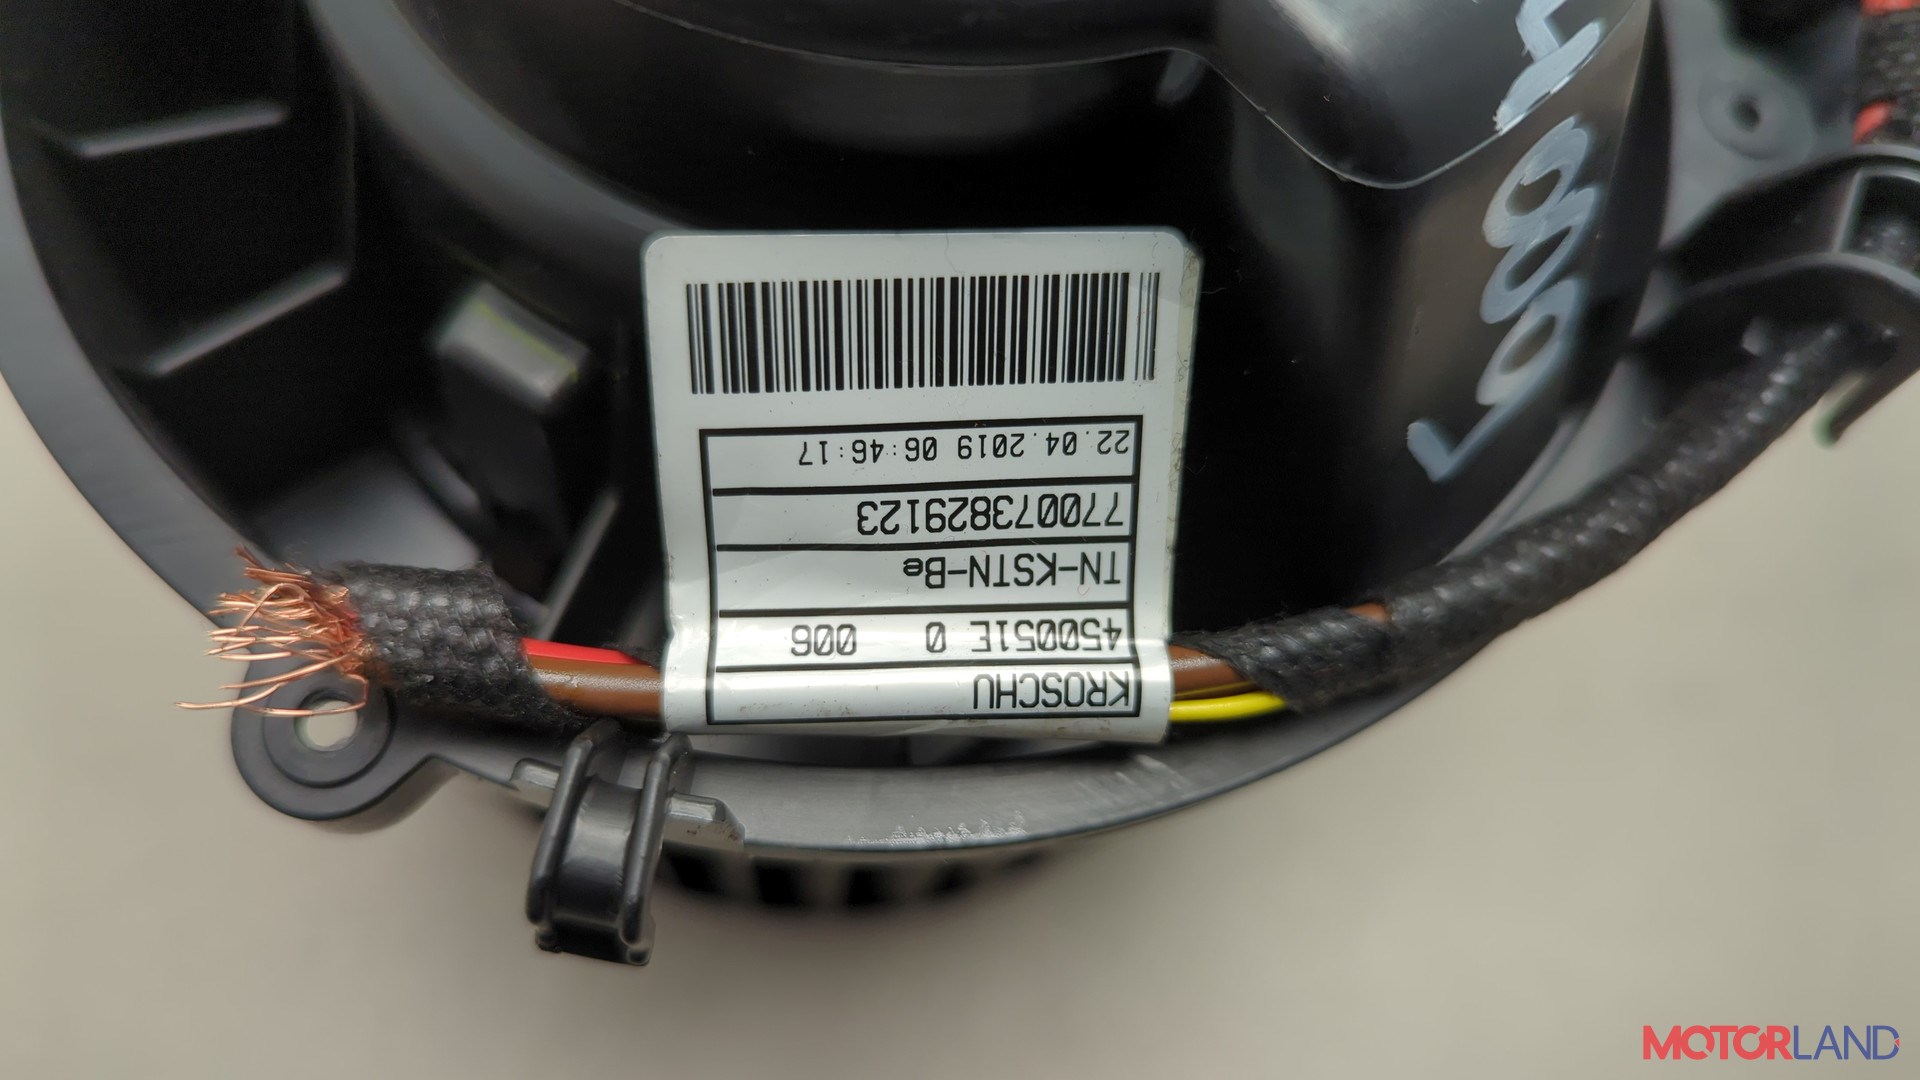 KROSCHU
450051E 0 006
TN-KSTN-Be
770073829123
22.04.2019 06:46:17
MOTORLAND